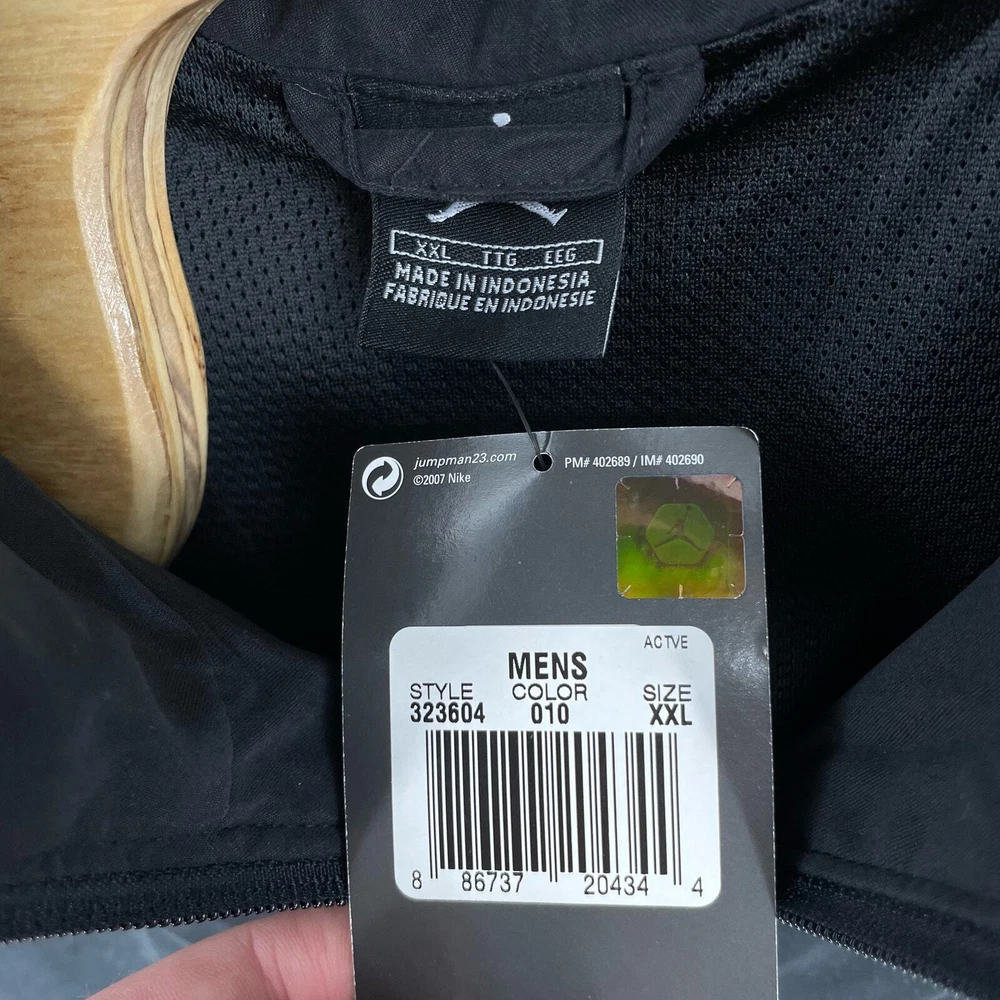 XXL TTG EEG
MADE IN INDONESIA
FABRIQUE EN INDONESIE
jumpman23.com
©2007 Nike
PM# 402689 / IM# 402690
ACTVE
MENS
STYLE COLOR SIZE
323604 010 XXL
8 86737 20434 4